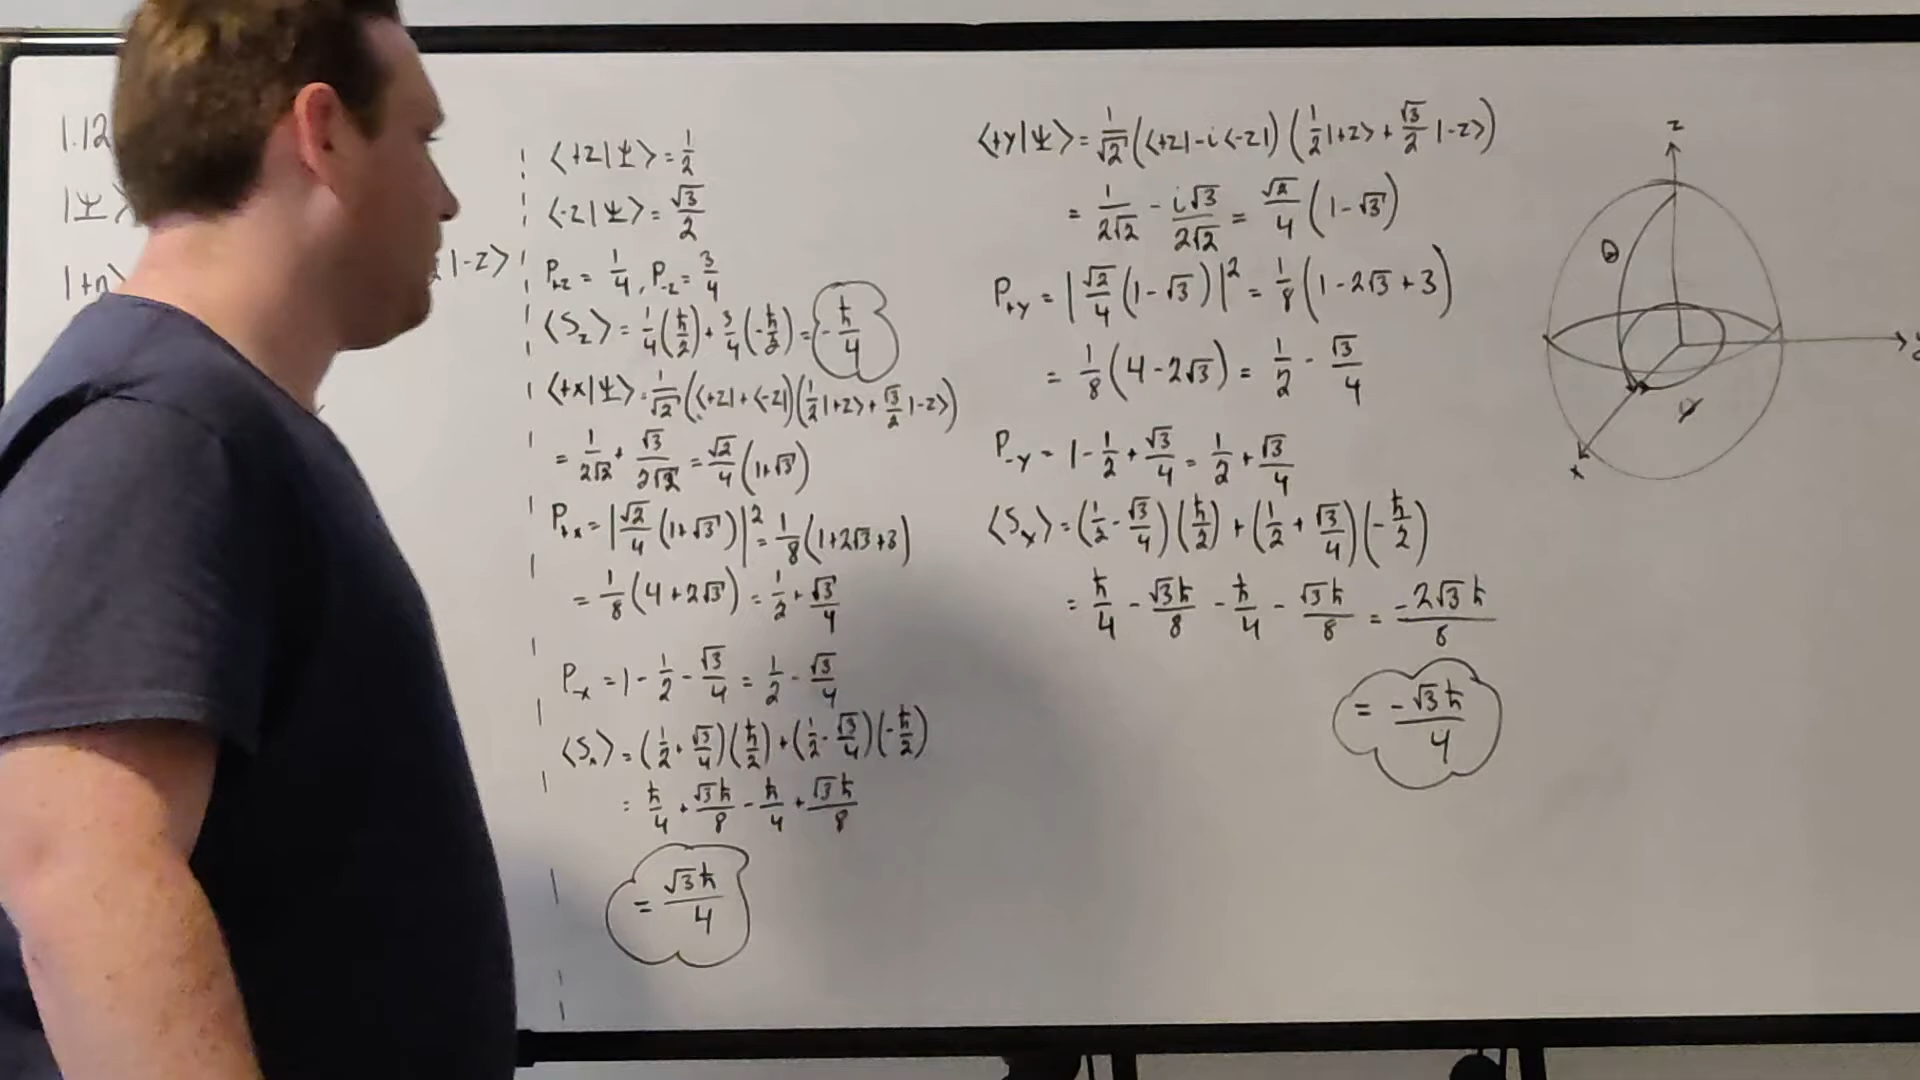 1.12
|Ψ⟩
|+n⟩
|-z⟩
⟨+z|Ψ⟩ = 1/2
⟨-z|Ψ⟩ = √3/2
P+z = 1/4, P-z = 3/4
⟨Sz⟩ = 1/4(ħ/2) + 3/4(-ħ/2) = -ħ/4
⟨+x|Ψ⟩ = 1/√2(⟨+z| + ⟨-z|)(1/2|+z⟩ + √3/2|-z⟩)
= 1/2√2 + √3/2√2 = √2/4(1+√3)
P+x = |√2/4(1+√3)|² = 1/8(1+2√3+3)
= 1/8(4+2√3) = 1/2 + √3/4
P-x = 1 - 1/2 - √3/4 = 1/2 - √3/4
⟨Sx⟩ = (1/2 + √3/4)(ħ/2) + (1/2 - √3/4)(-ħ/2)
= ħ/4 + √3ħ/8 - ħ/4 + √3ħ/8
= √3ħ/4
⟨+y|Ψ⟩ = 1/√2(⟨+z| - i⟨-z|)(1/2|+z⟩ + √3/2|-z⟩)
= 1/2√2 - i√3/2√2 = √2/4(1-√3)
P+y = |√2/4(1-√3)|² = 1/8(1-2√3+3)
= 1/8(4-2√3) = 1/2 - √3/4
P-y = 1 - 1/2 + √3/4 = 1/2 + √3/4
⟨Sy⟩ = (1/2 - √3/4)(ħ/2) + (1/2 + √3/4)(-ħ/2)
= ħ/4 - √3ħ/8 - ħ/4 - √3ħ/8 = -2√3ħ/8
= -√3ħ/4
z
θ
y
φ
x